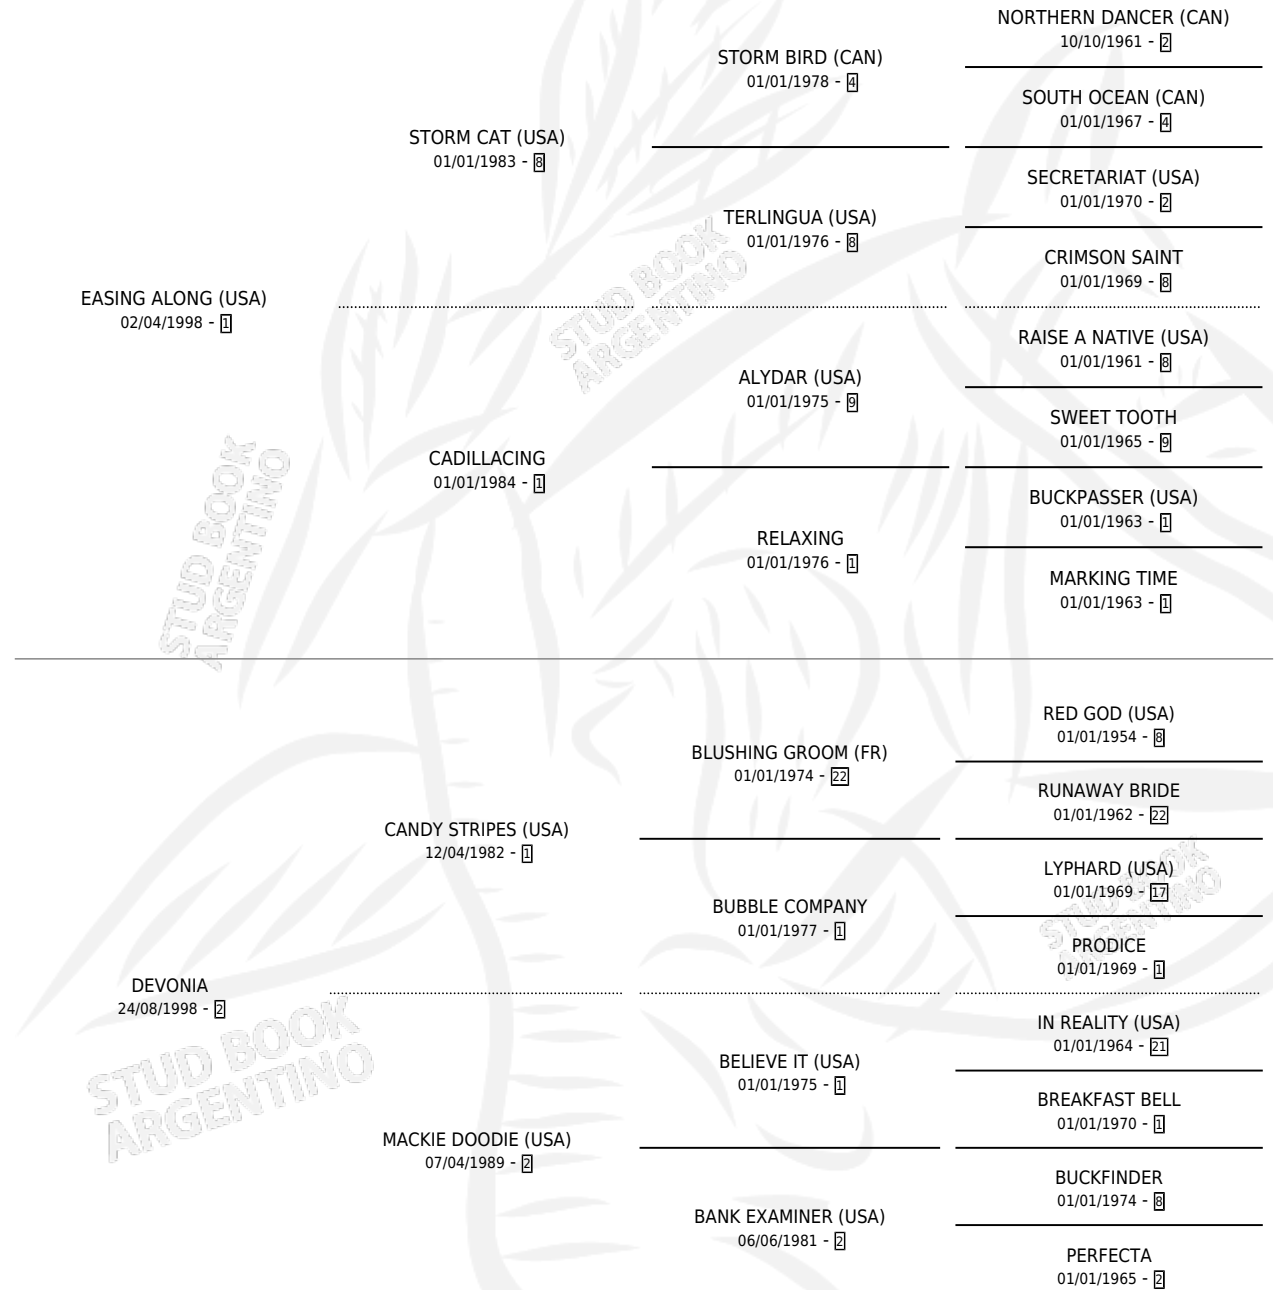 NORTHERN DANCER (CAN)
10/10/1961 - 2
STORM BIRD (CAN)
01/01/1978 - 4
SOUTH OCEAN (CAN)
01/01/1967 - 4
STORM CAT (USA)
01/01/1983 - 8
SECRETARIAT (USA)
01/01/1970 - 2
TERLINGUA (USA)
01/01/1976 - 8
CRIMSON SAINT
01/01/1969 - 8
EASING ALONG (USA)
02/04/1998 - 1
RAISE A NATIVE (USA)
01/01/1961 - 8
ALYDAR (USA)
01/01/1975 - 9
SWEET TOOTH
01/01/1965 - 9
CADILLACING
01/01/1984 - 1
BUCKPASSER (USA)
01/01/1963 - 1
RELAXING
01/01/1976 - 1
MARKING TIME
01/01/1963 - 1
STUD BOOK
ARGENTINO
STUD BOOK
ARGENTINO
RED GOD (USA)
01/01/1954 - 8
BLUSHING GROOM (FR)
01/01/1974 - 22
RUNAWAY BRIDE
01/01/1962 - 22
CANDY STRIPES (USA)
12/04/1982 - 1
LYPHARD (USA)
01/01/1969 - 17
BUBBLE COMPANY
01/01/1977 - 1
PRODICE
01/01/1969 - 1
DEVONIA
24/08/1998 - 2
IN REALITY (USA)
01/01/1964 - 21
BELIEVE IT (USA)
01/01/1975 - 1
BREAKFAST BELL
01/01/1970 - 1
MACKIE DOODIE (USA)
07/04/1989 - 2
BUCKFINDER
01/01/1974 - 8
BANK EXAMINER (USA)
06/06/1981 - 2
PERFECTA
01/01/1965 - 2
STUD BOOK
ARGENTINO
STUD BOOK
ARGENTINO